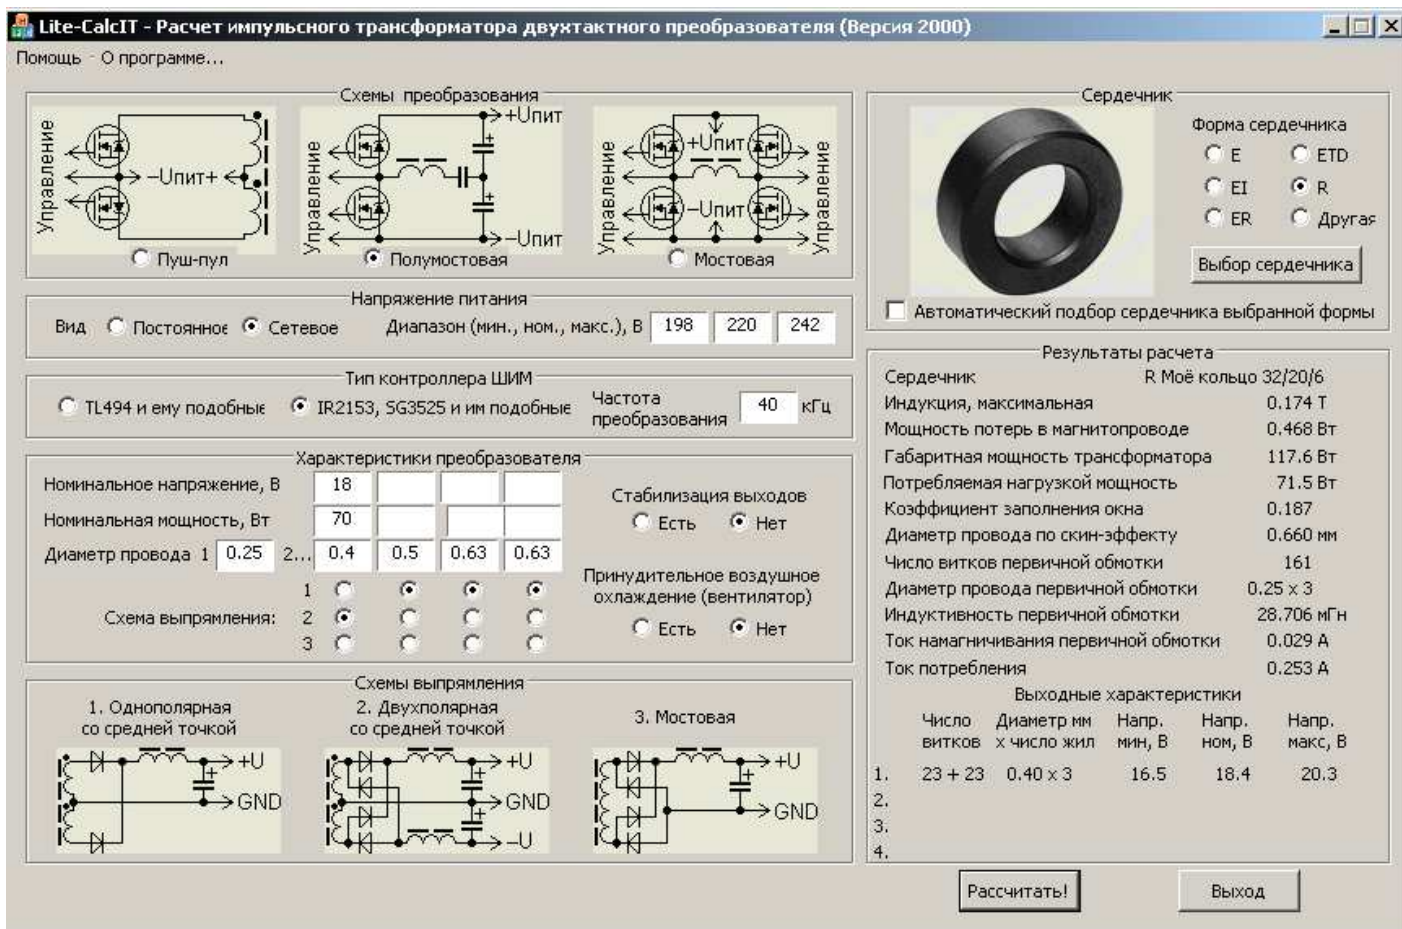 Lite-CalcIT - Расчет импульсного трансформатора двухтактного преобразователя (Версия 2000)
Помощь - О программе...
Схемы преобразования
Управление
−Uпит+
Пуш-пул
Управление
+Uпит
+
+
−Uпит
Полумостовая
Управление
+Uпит
−Uпит
Управление
Мостовая
Напряжение питания
Вид Постоянное Сетевое Диапазон (мин., ном., макс.), В 198 220 242
Тип контроллера ШИМ
TL494 и ему подобные IR2153, SG3525 и им подобные Частота преобразования 40 кГц
Характеристики преобразователя
Номинальное напряжение, В 18
Номинальная мощность, Вт 70
Диаметр провода 1 0.25 2... 0.4 0.5 0.63 0.63
Схема выпрямления:
1
2
3
Стабилизация выходов
Есть Нет
Принудительное воздушное
охлаждение (вентилятор)
Есть Нет
Схемы выпрямления
1. Однополярная
со средней точкой
+U
+
GND
2. Двухполярная
со средней точкой
+U
+
GND
+
−U
3. Мостовая
+U
+
GND
Сердечник
Форма сердечника
E ETD
EI R
ER Другая
Выбор сердечника
Автоматический подбор сердечника выбранной формы
Результаты расчета
Сердечник R Моё кольцо 32/20/6
Индукция, максимальная 0.174 Т
Мощность потерь в магнитопроводе 0.468 Вт
Габаритная мощность трансформатора 117.6 Вт
Потребляемая нагрузкой мощность 71.5 Вт
Коэффициент заполнения окна 0.187
Диаметр провода по скин-эффекту 0.660 мм
Число витков первичной обмотки 161
Диаметр провода первичной обмотки 0.25 x 3
Индуктивность первичной обмотки 28.706 мГн
Ток намагничивания первичной обмотки 0.029 А
Ток потребления 0.253 А
Выходные характеристики
Число Диаметр мм Напр. Напр. Напр.
витков x число жил мин, В ном, В макс, В
1. 23 + 23 0.40 x 3 16.5 18.4 20.3
2.
3.
4.
Рассчитать! Выход